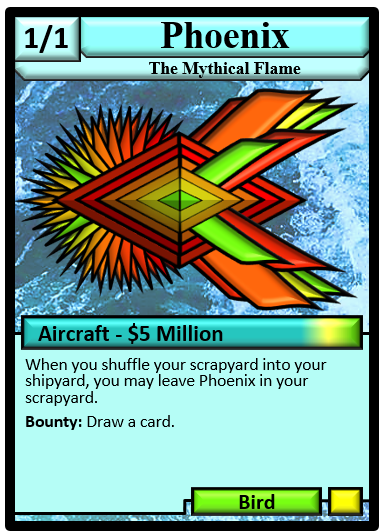 1/1
Phoenix
The Mythical Flame
Aircraft - $5 Million
When you shuffle your scrapyard into your
shipyard, you may leave Phoenix in your
scrapyard.
Bounty: Draw a card.
Bird